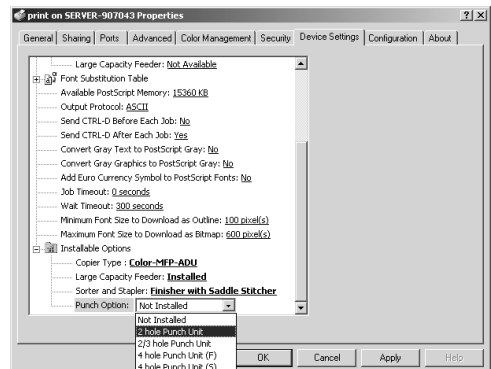 print on SERVER-907043 Properties
General Sharing Ports Advanced Color Management Security Device Settings Configuration About
Large Capacity Feeder: Not Available
Font Substitution Table
Available PostScript Memory: 15360 KB
Output Protocol: ASCII
Send CTRL-D Before Each Job: No
Send CTRL-D After Each Job: Yes
Convert Gray Text to PostScript Gray: No
Convert Gray Graphics to PostScript Gray: No
Add Euro Currency Symbol to PostScript Fonts: No
Job Timeout: 0 seconds
Wait Timeout: 300 seconds
Minimum Font Size to Download as Outline: 100 pixel(s)
Maximum Font Size to Download as Bitmap: 600 pixel(s)
Installable Options
Copier Type : Color-MFP-ADU
Large Capacity Feeder: Installed
Sorter and Stapler: Finisher with Saddle Stitcher
Punch Option: Not Installed
Not Installed
2 hole Punch Unit
2/3 hole Punch Unit
4 hole Punch Unit (F)
4 hole Punch Unit (S)
OK Cancel Apply Help